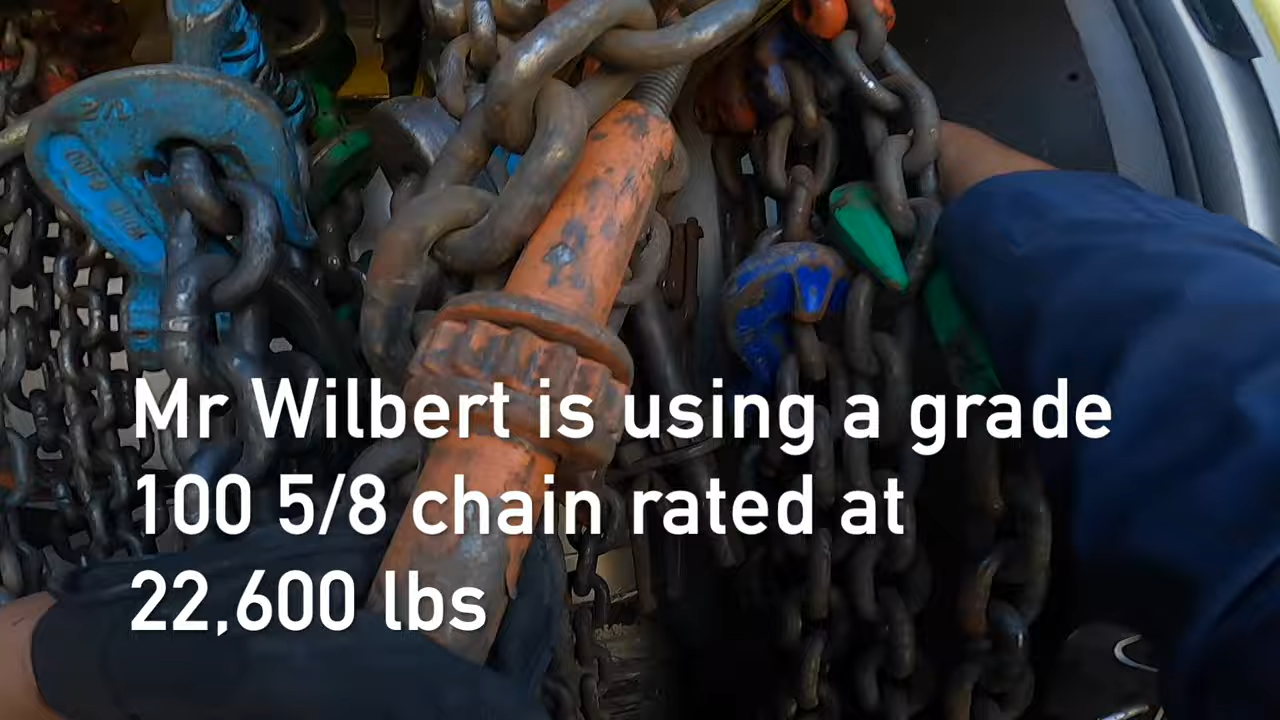 Mr Wilbert is using a grade
100 5/8 chain rated at
22,600 lbs